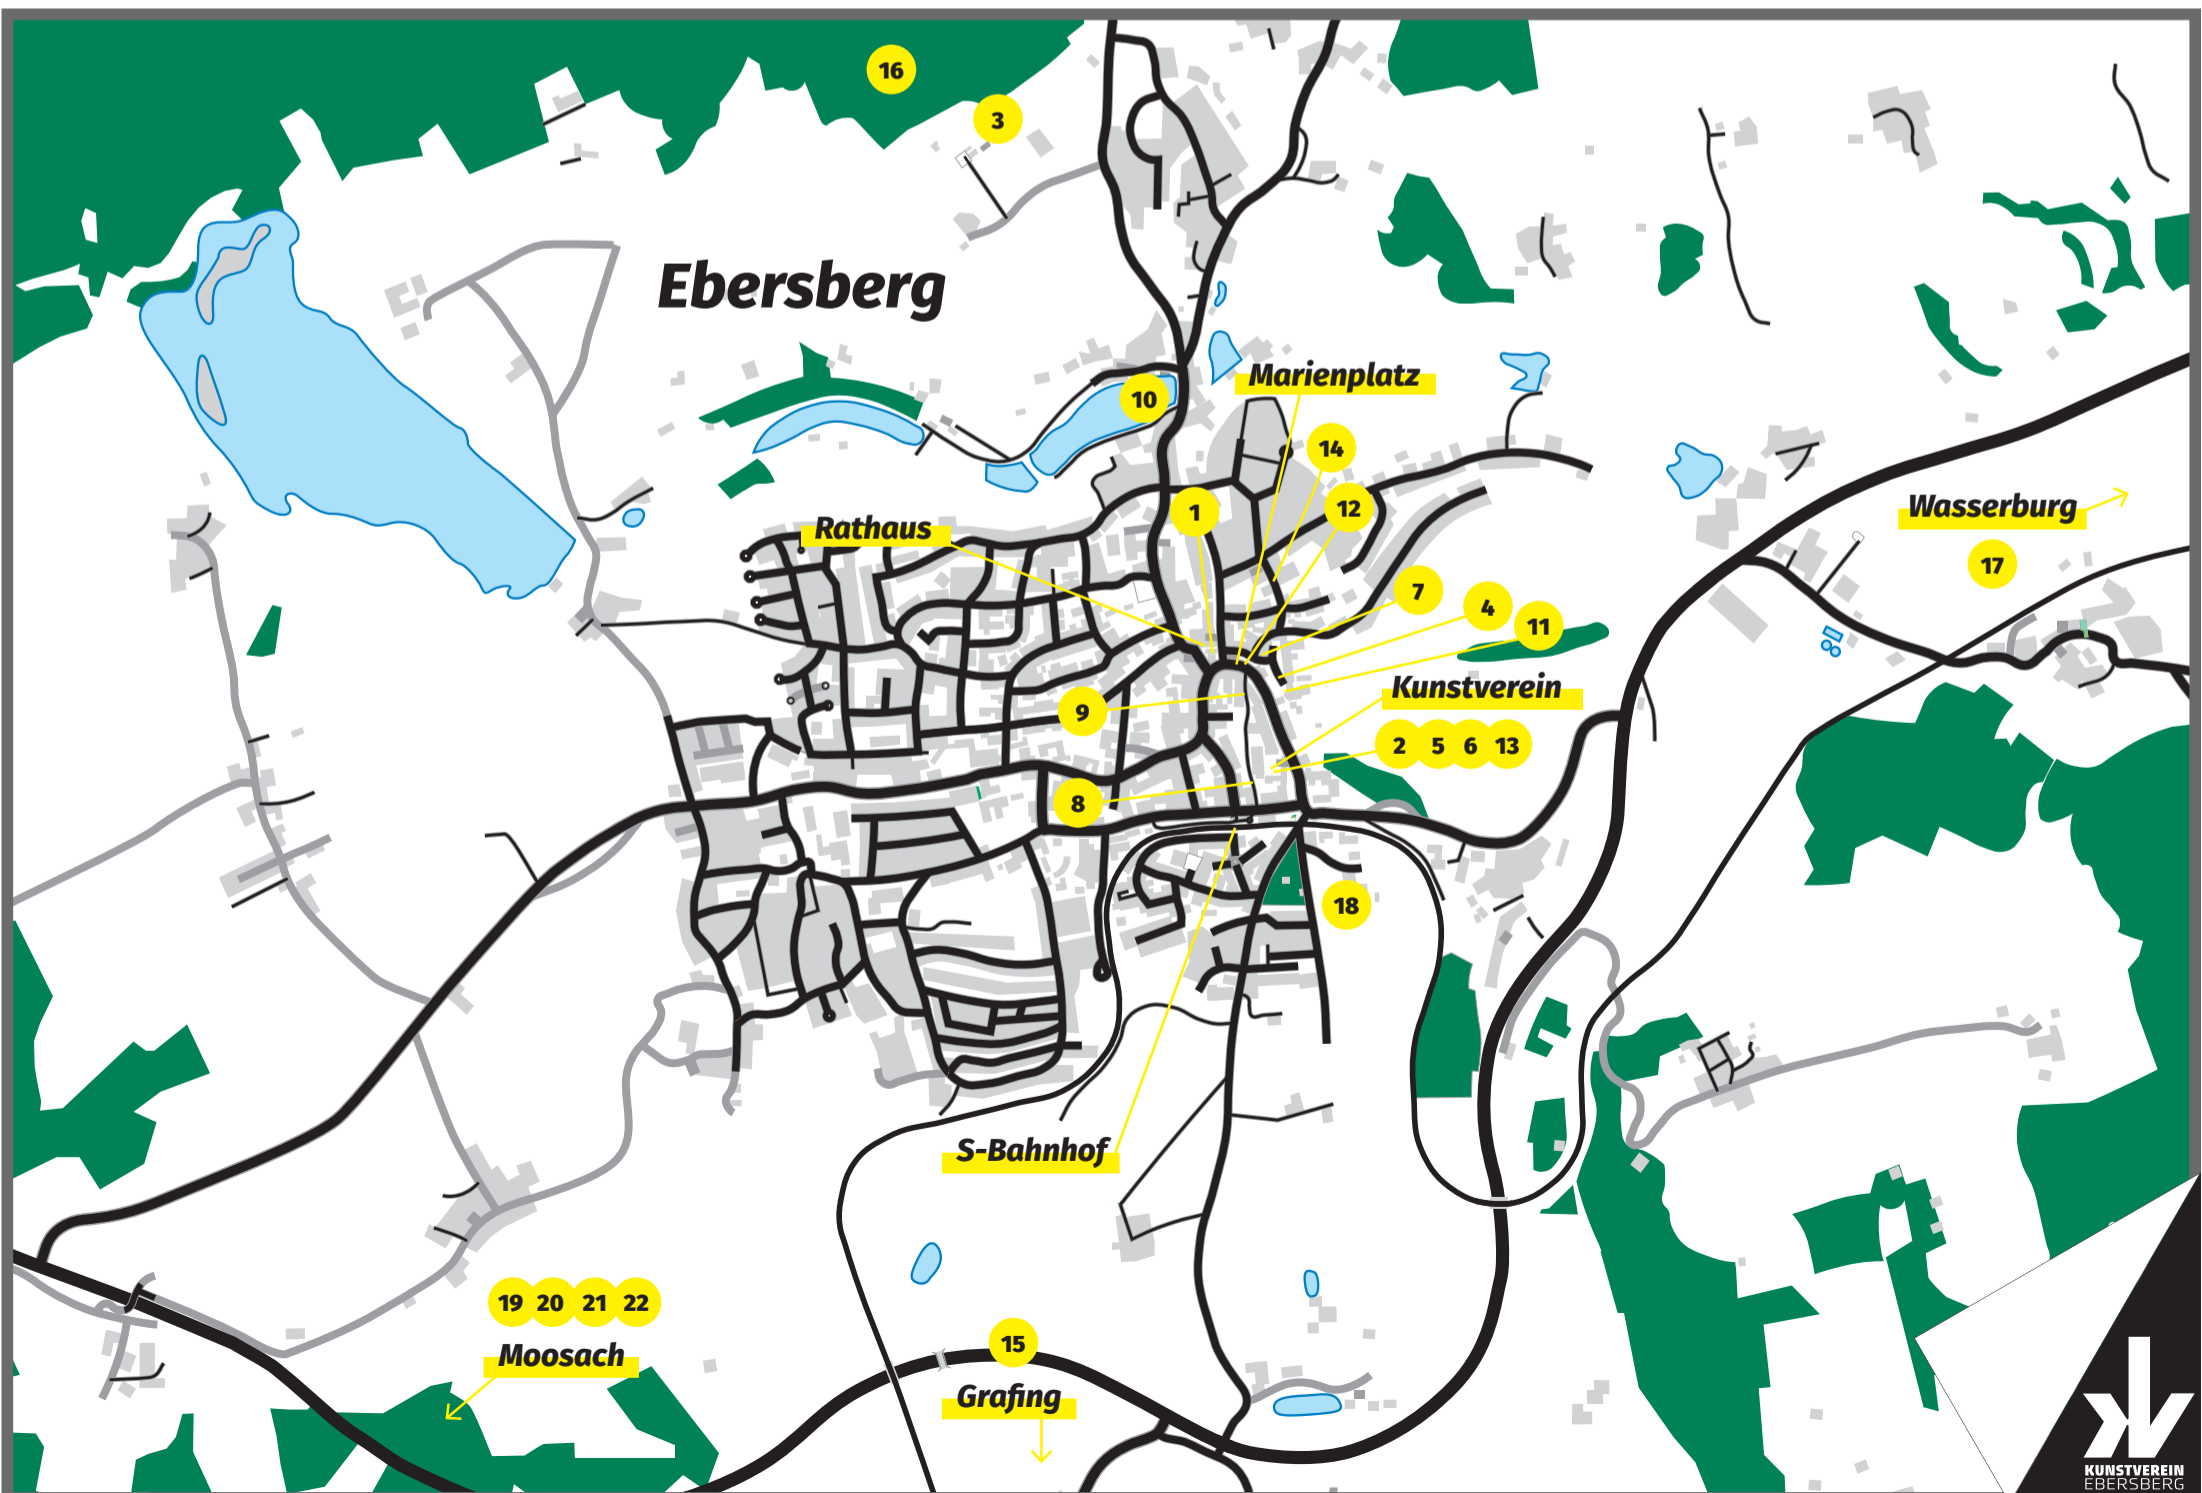 16
3
Ebersberg
Marienplatz
10
14
1
12
Rathaus
Wasserburg
17
7
4
11
Kunstverein
9
2 5 6 13
8
18
S-Bahnhof
19 20 21 22
Moosach
15
Grafing
KUNSTVEREIN
EBERSBERG